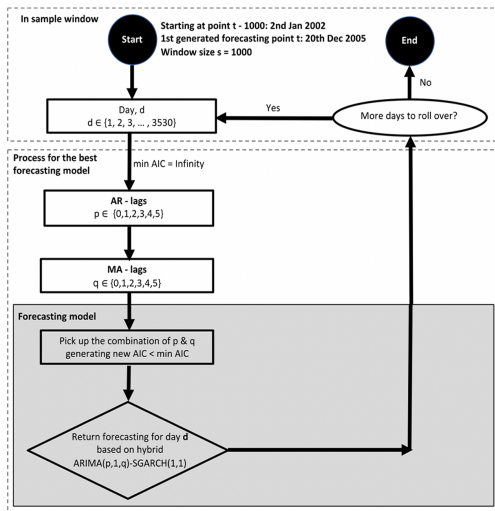 In sample window
Start
Starting at point t - 1000: 2nd Jan 2002
1st generated forecasting point t: 20th Dec 2005
Window size s = 1000
End
No
Day, d
d ∈ {1, 2, 3, ... , 3530}
Yes
More days to roll over?
Process for the best
forecasting model
min AIC = Infinity
AR - lags
p ∈ {0,1,2,3,4,5}
MA - lags
q ∈ {0,1,2,3,4,5}
Forecasting model
Pick up the combination of p & q
generating new AIC < min AIC
Return forecasting for day d
based on hybrid
ARIMA(p,1,q)-SGARCH(1,1)